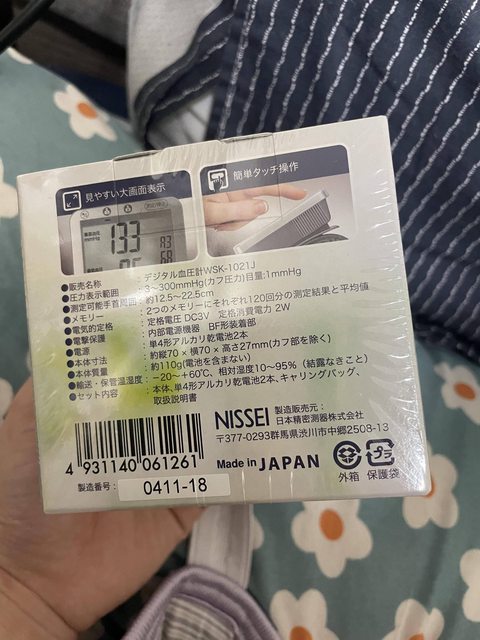 見やすい大画面表示
簡単タッチ操作
●販売名称 : デジタル血圧計WSK-1021J
●圧力表示範囲 : 3~300mmHg(カフ圧力)目量:1mmHg
●測定可能手首周囲 : 約12.5~22.5cm
●メモリー : 2つのメモリーにそれぞれ120回分の測定結果と平均値
●電気的定格 : 定格電圧 DC3V 定格消費電力 2W
●電撃保護 : 内部電源機器 BF形装着部
●電源 : 単4形アルカリ乾電池2本
●本体寸法 : 約縦70 × 横70 × 高さ27mm(カフ部を除く)
●本体質量 : 約110g(電池を含まない)
●輸送・保管温湿度 : -20~+60℃、相対湿度10~95%(結露なきこと)
●セット内容 : 本体、単4形アルカリ乾電池2本、キャリングバッグ、
取扱説明書
4 931140 061261
製造番号 : 0411-18
NISSEI
製造販売元 :
日本精密測器株式会社
〒377-0293群馬県渋川市中郷2508-13
Made in JAPAN
外箱
プラ
保護袋